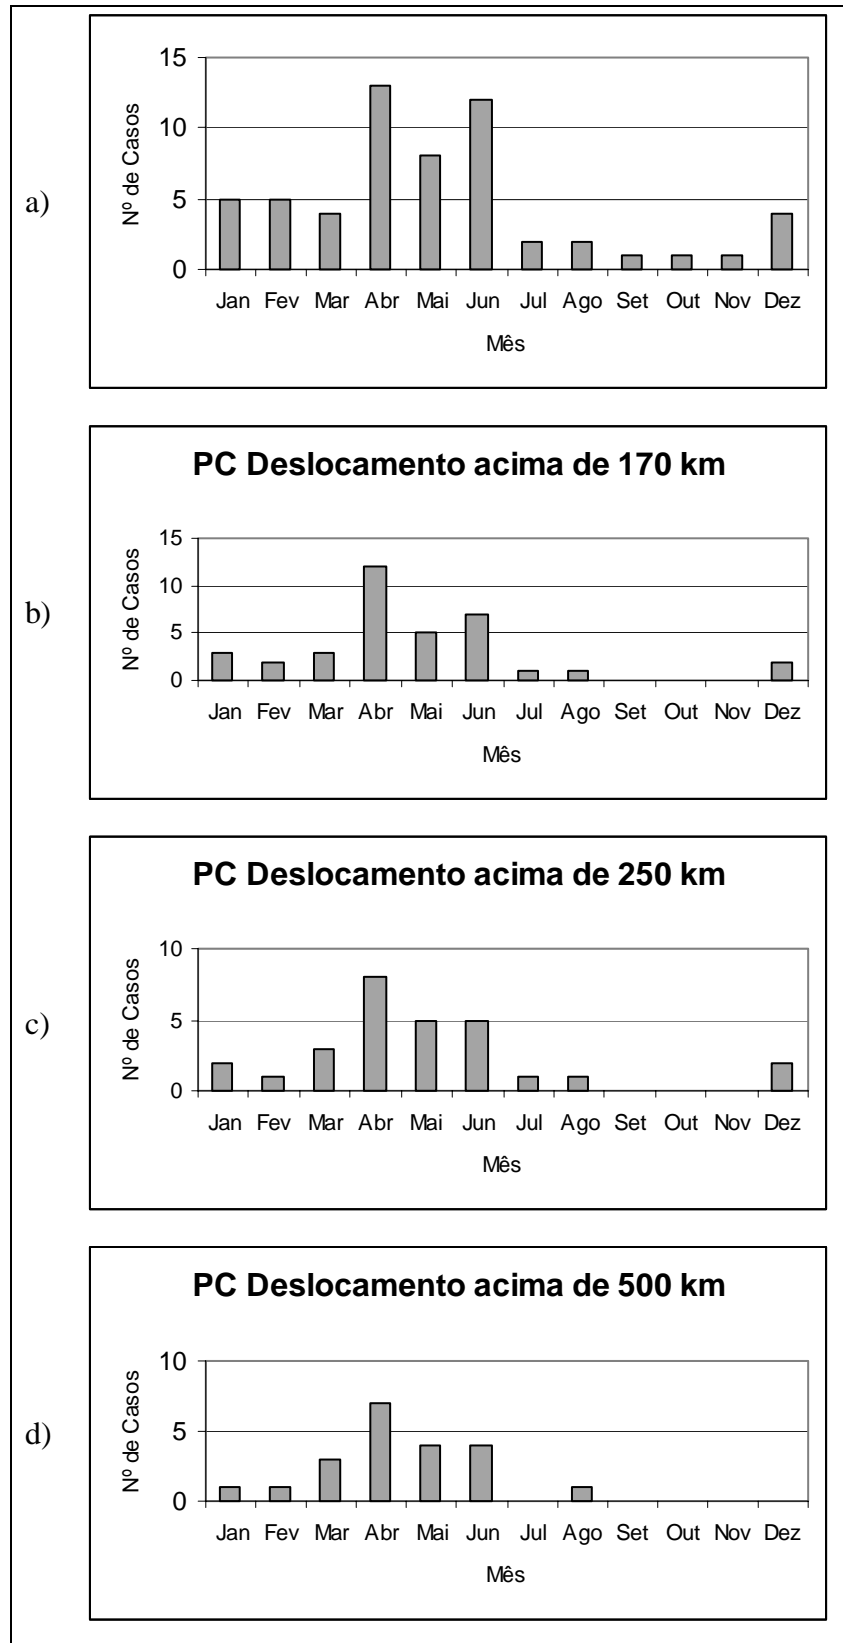 a)
Nº de Casos
15
10
5
0
Jan Fev Mar Abr Mai Jun Jul Ago Set Out Nov Dez
Mês
b)
PC Deslocamento acima de 170 km
Nº de Casos
15
10
5
0
Jan Fev Mar Abr Mai Jun Jul Ago Set Out Nov Dez
Mês
c)
PC Deslocamento acima de 250 km
Nº de Casos
10
5
0
Jan Fev Mar Abr Mai Jun Jul Ago Set Out Nov Dez
Mês
d)
PC Deslocamento acima de 500 km
Nº de Casos
10
5
0
Jan Fev Mar Abr Mai Jun Jul Ago Set Out Nov Dez
Mês